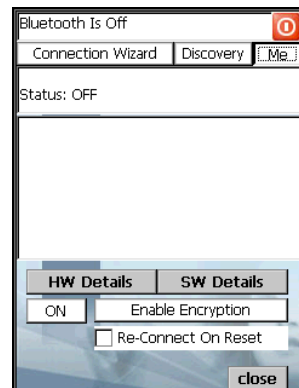 Bluetooth Is Off
Connection Wizard Discovery Me
Status: OFF
HW Details SW Details
ON Enable Encryption
Re-Connect On Reset
close